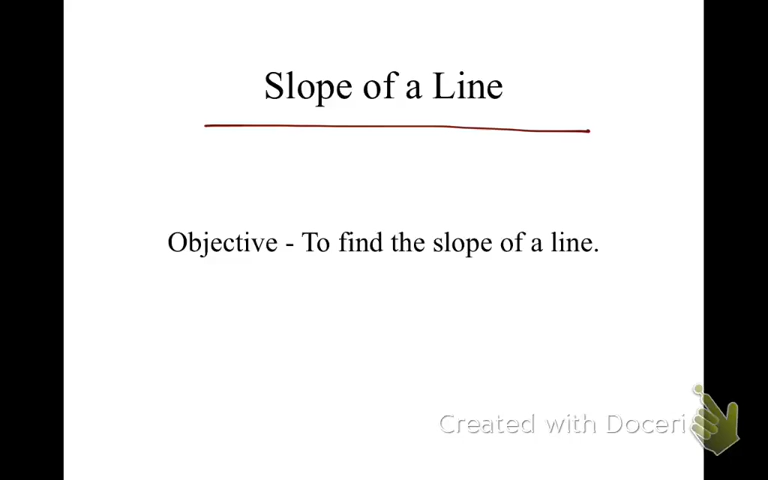 Slope of a Line
Objective - To find the slope of a line.
Created with Doceri